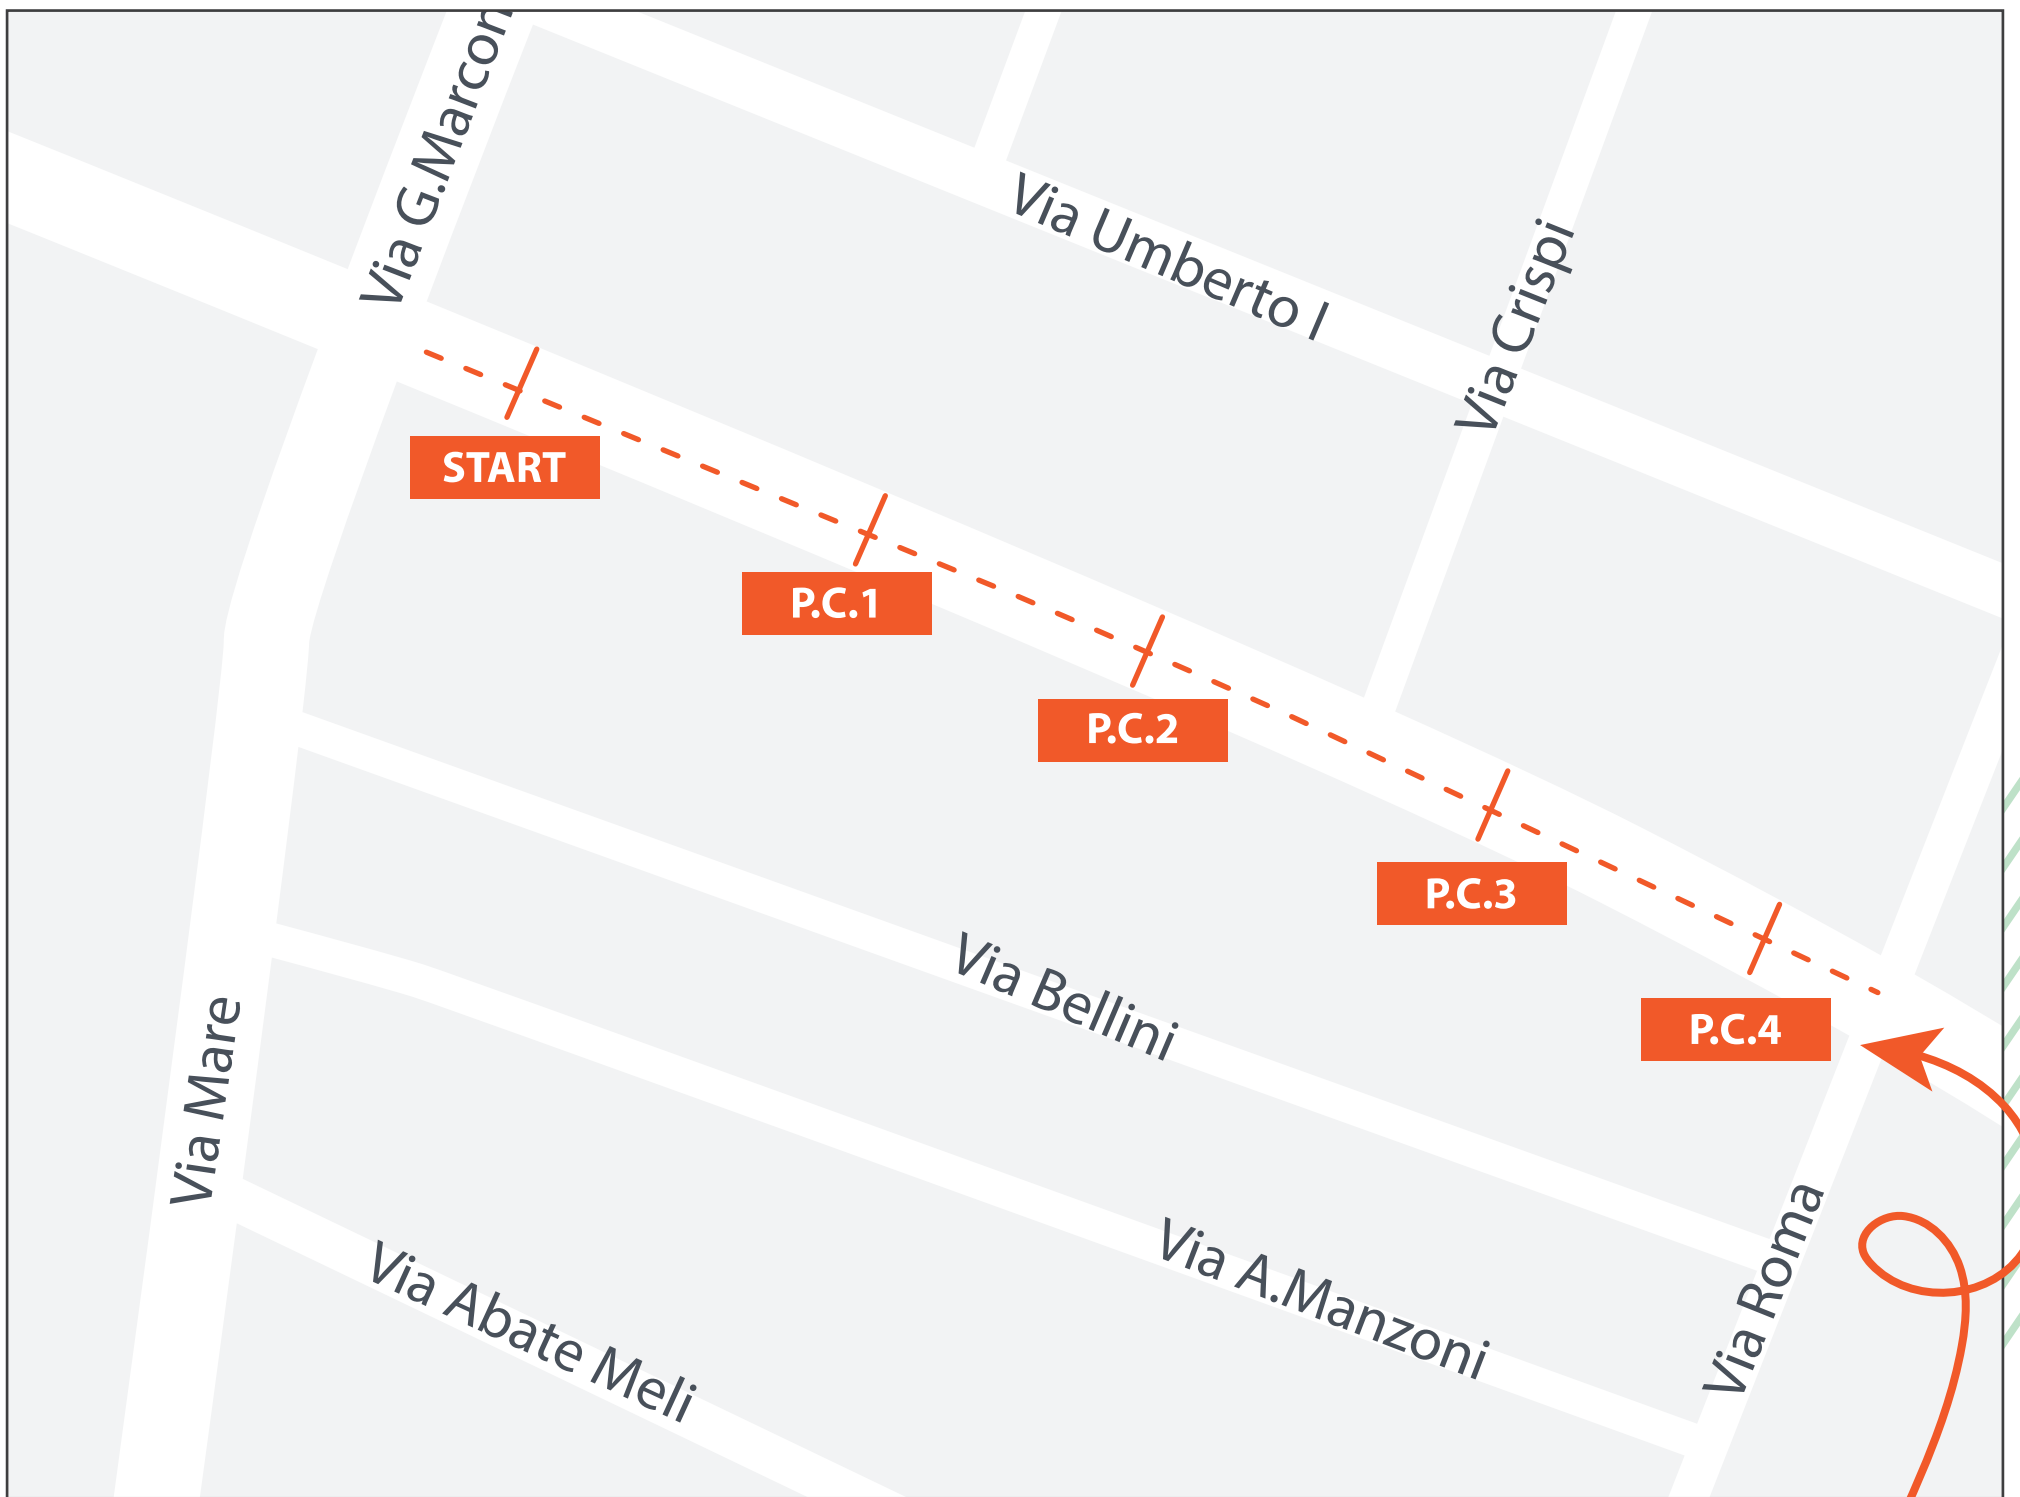 Via G.Marcon
Via Umberto I
Via Crispi
START
P.C.1
P.C.2
P.C.3
P.C.4
Via Bellini
Via Mare
Via A.Manzoni
Via Roma
Via Abate Meli